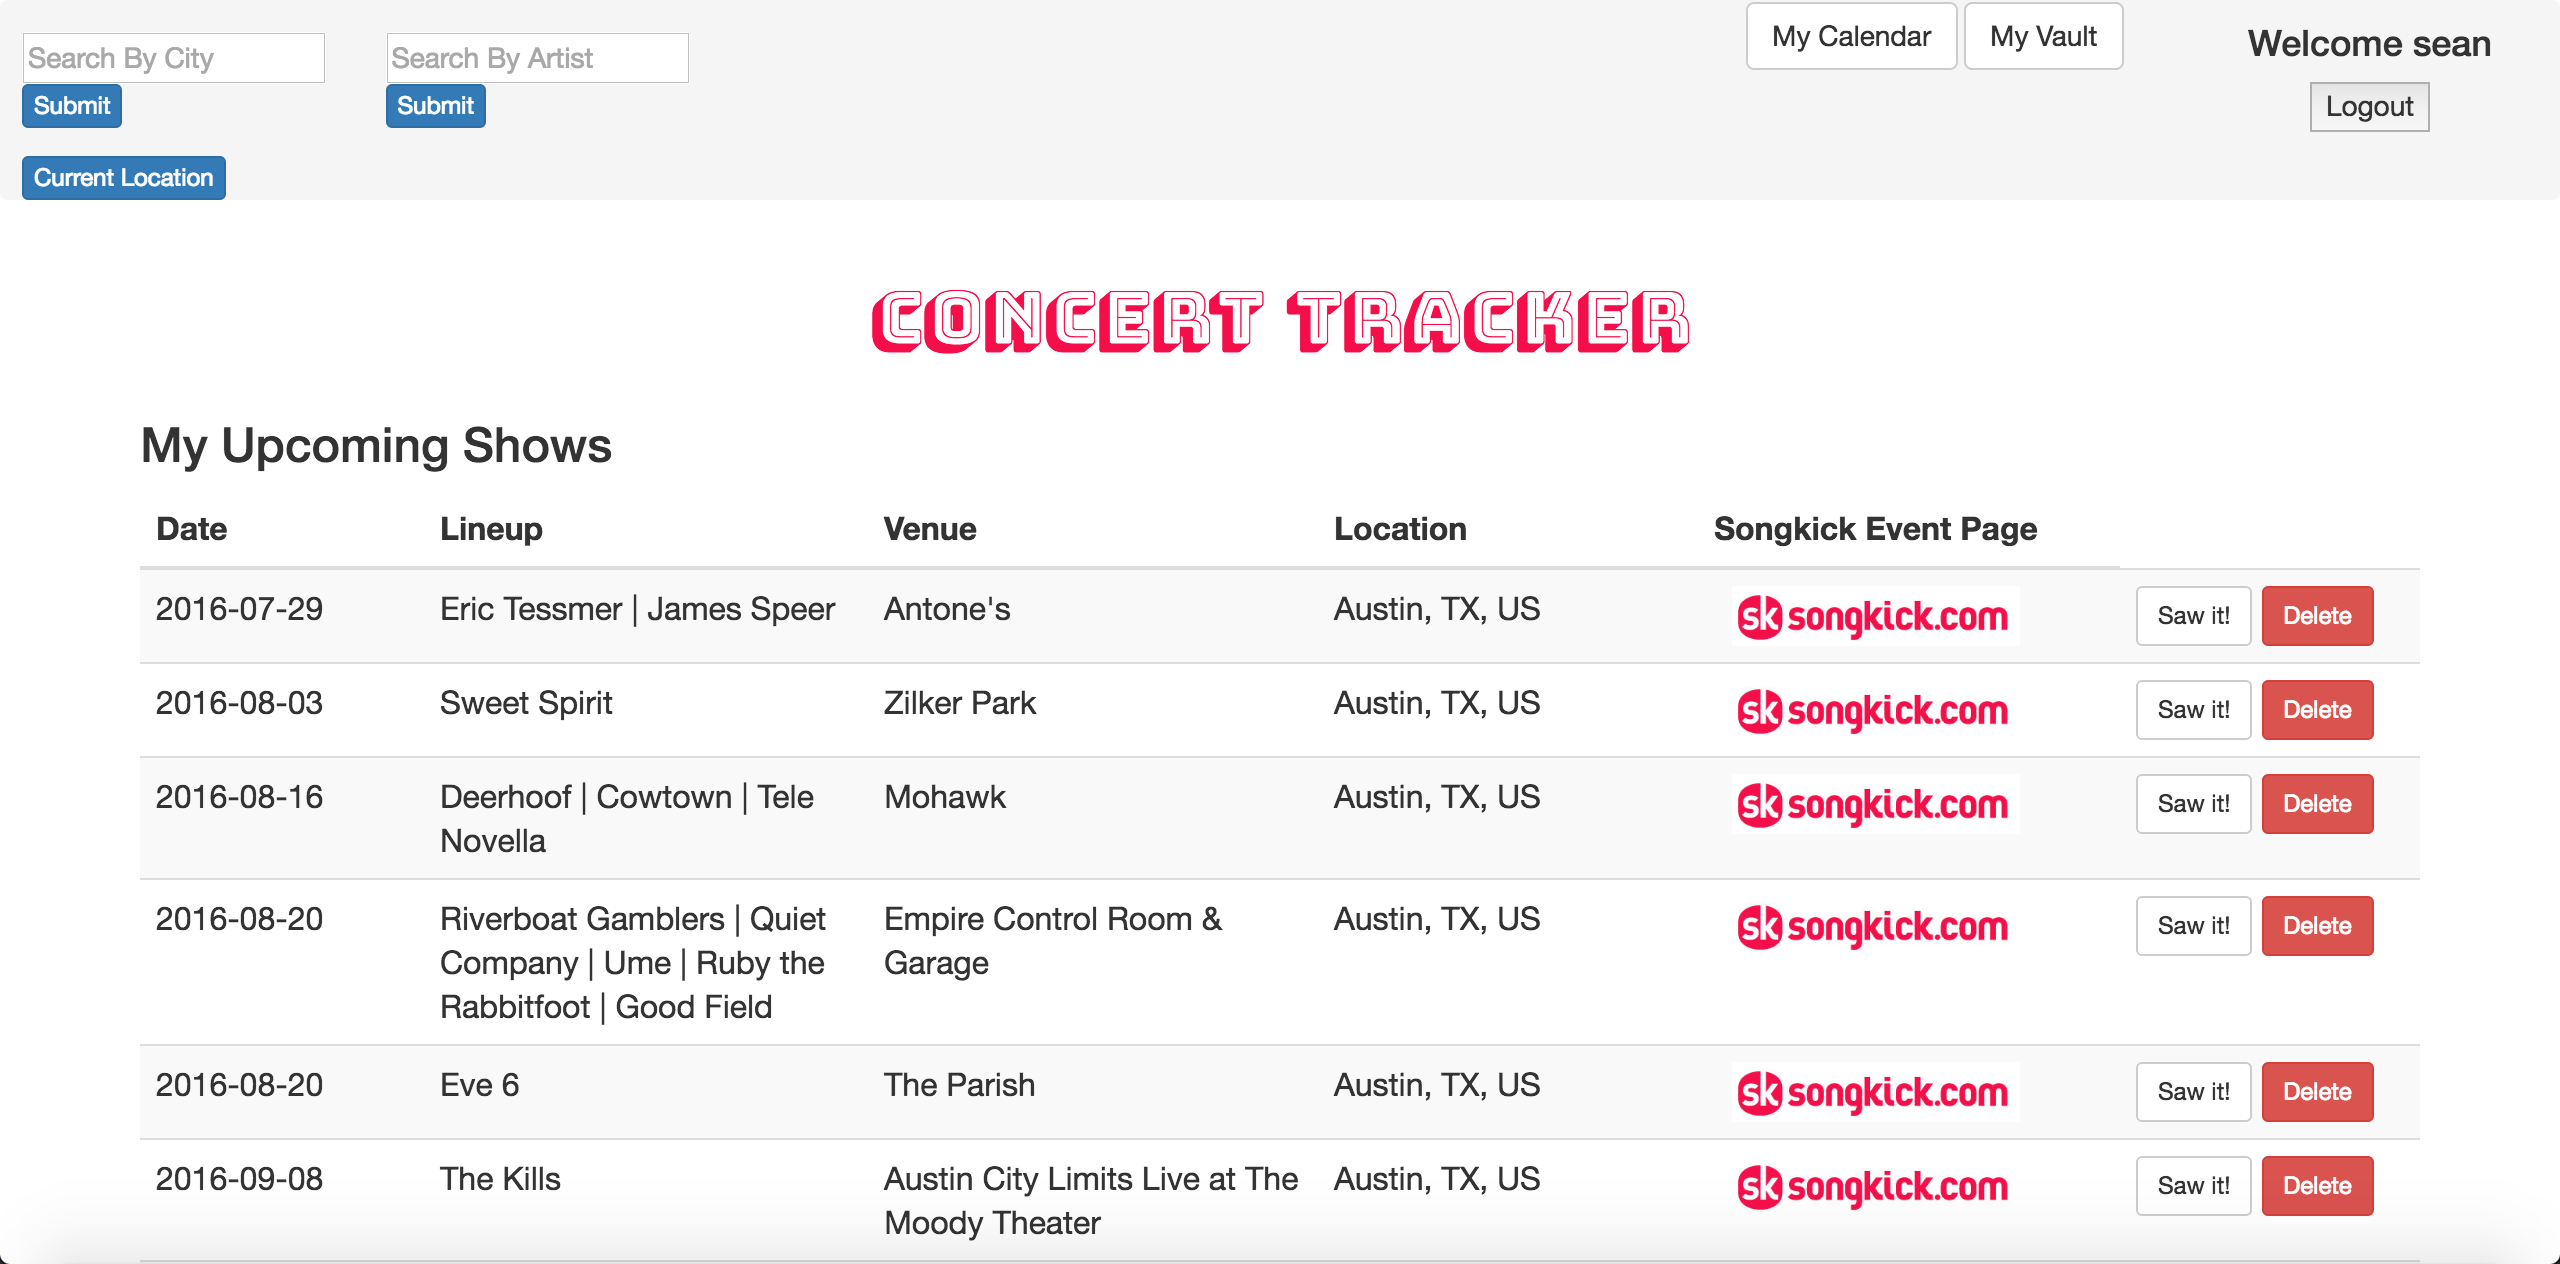 Search By City
Search By Artist
My Calendar
My Vault
Welcome sean
Submit
Submit
Logout
Current Location
CONCERT TRACKER
My Upcoming Shows
Date Lineup Venue Location Songkick Event Page
2016-07-29 Eric Tessmer | James Speer Antone's Austin, TX, US sk songkick.com Saw it! Delete
2016-08-03 Sweet Spirit Zilker Park Austin, TX, US sk songkick.com Saw it! Delete
2016-08-16 Deerhoof | Cowtown | Tele Mohawk Austin, TX, US sk songkick.com Saw it! Delete
Novella
2016-08-20 Riverboat Gamblers | Quiet Empire Control Room & Austin, TX, US sk songkick.com Saw it! Delete
Company | Ume | Ruby the Garage
Rabbitfoot | Good Field
2016-08-20 Eve 6 The Parish Austin, TX, US sk songkick.com Saw it! Delete
2016-09-08 The Kills Austin City Limits Live at The Austin, TX, US sk songkick.com Saw it! Delete
Moody Theater